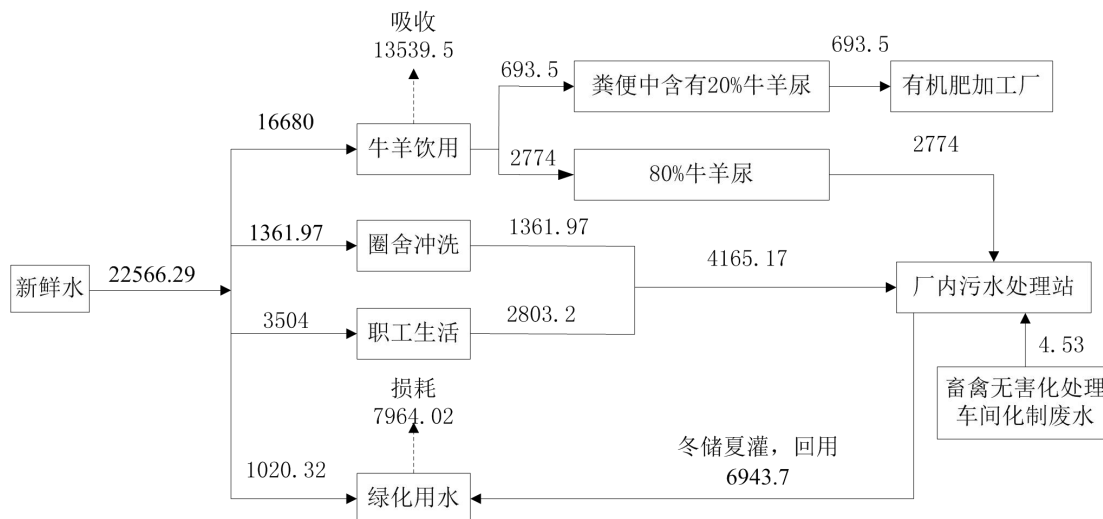 吸收
13539.5
693.5
粪便中含有20%牛羊尿
693.5
有机肥加工厂
16680
牛羊饮用
2774
80%牛羊尿
2774
1361.97
圈舍冲洗
1361.97
4165.17
新鲜水
22566.29
厂内污水处理站
3504
职工生活
2803.2
4.53
畜禽无害化处理
车间化制废水
损耗
7964.02
冬储夏灌，回用
6943.7
1020.32
绿化用水